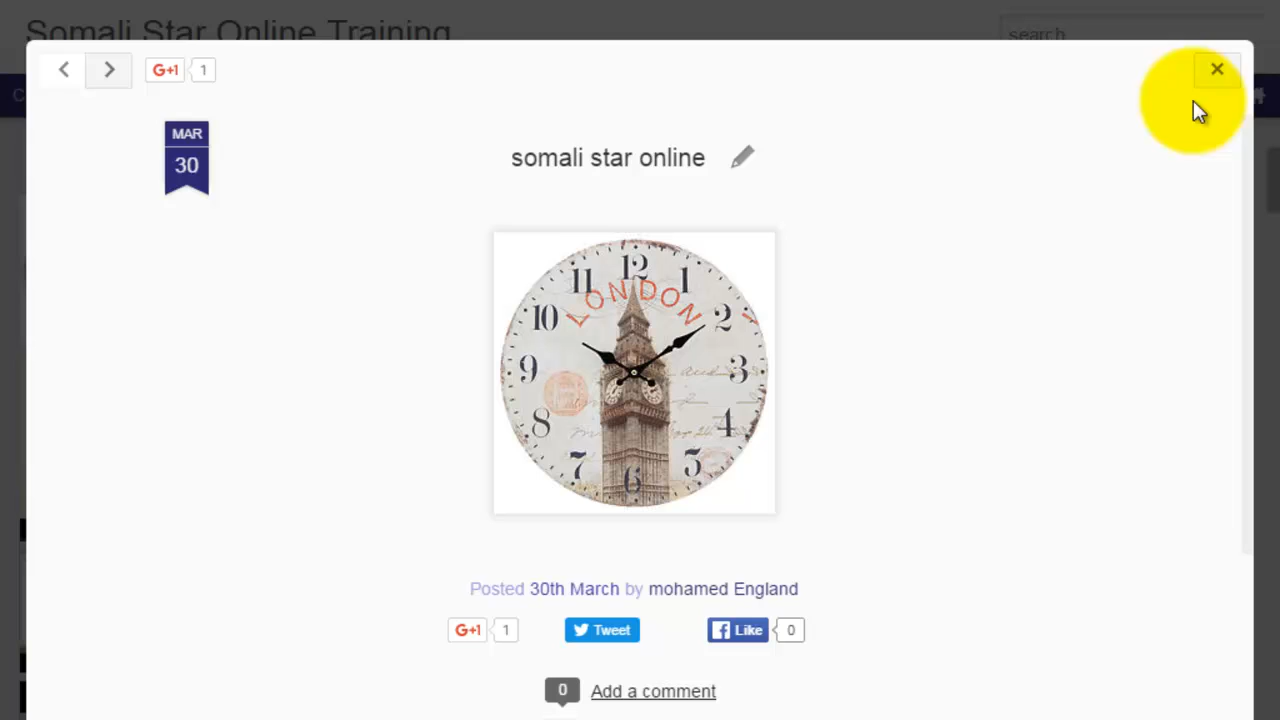 Somali Star Online Training
search
G+1 1
MAR
30
somali star online
12
11 1
LONDON
10 2
9 3
8 4
7 5
6
Posted 30th March by mohamed England
G+1 1 Tweet Like 0
0 Add a comment